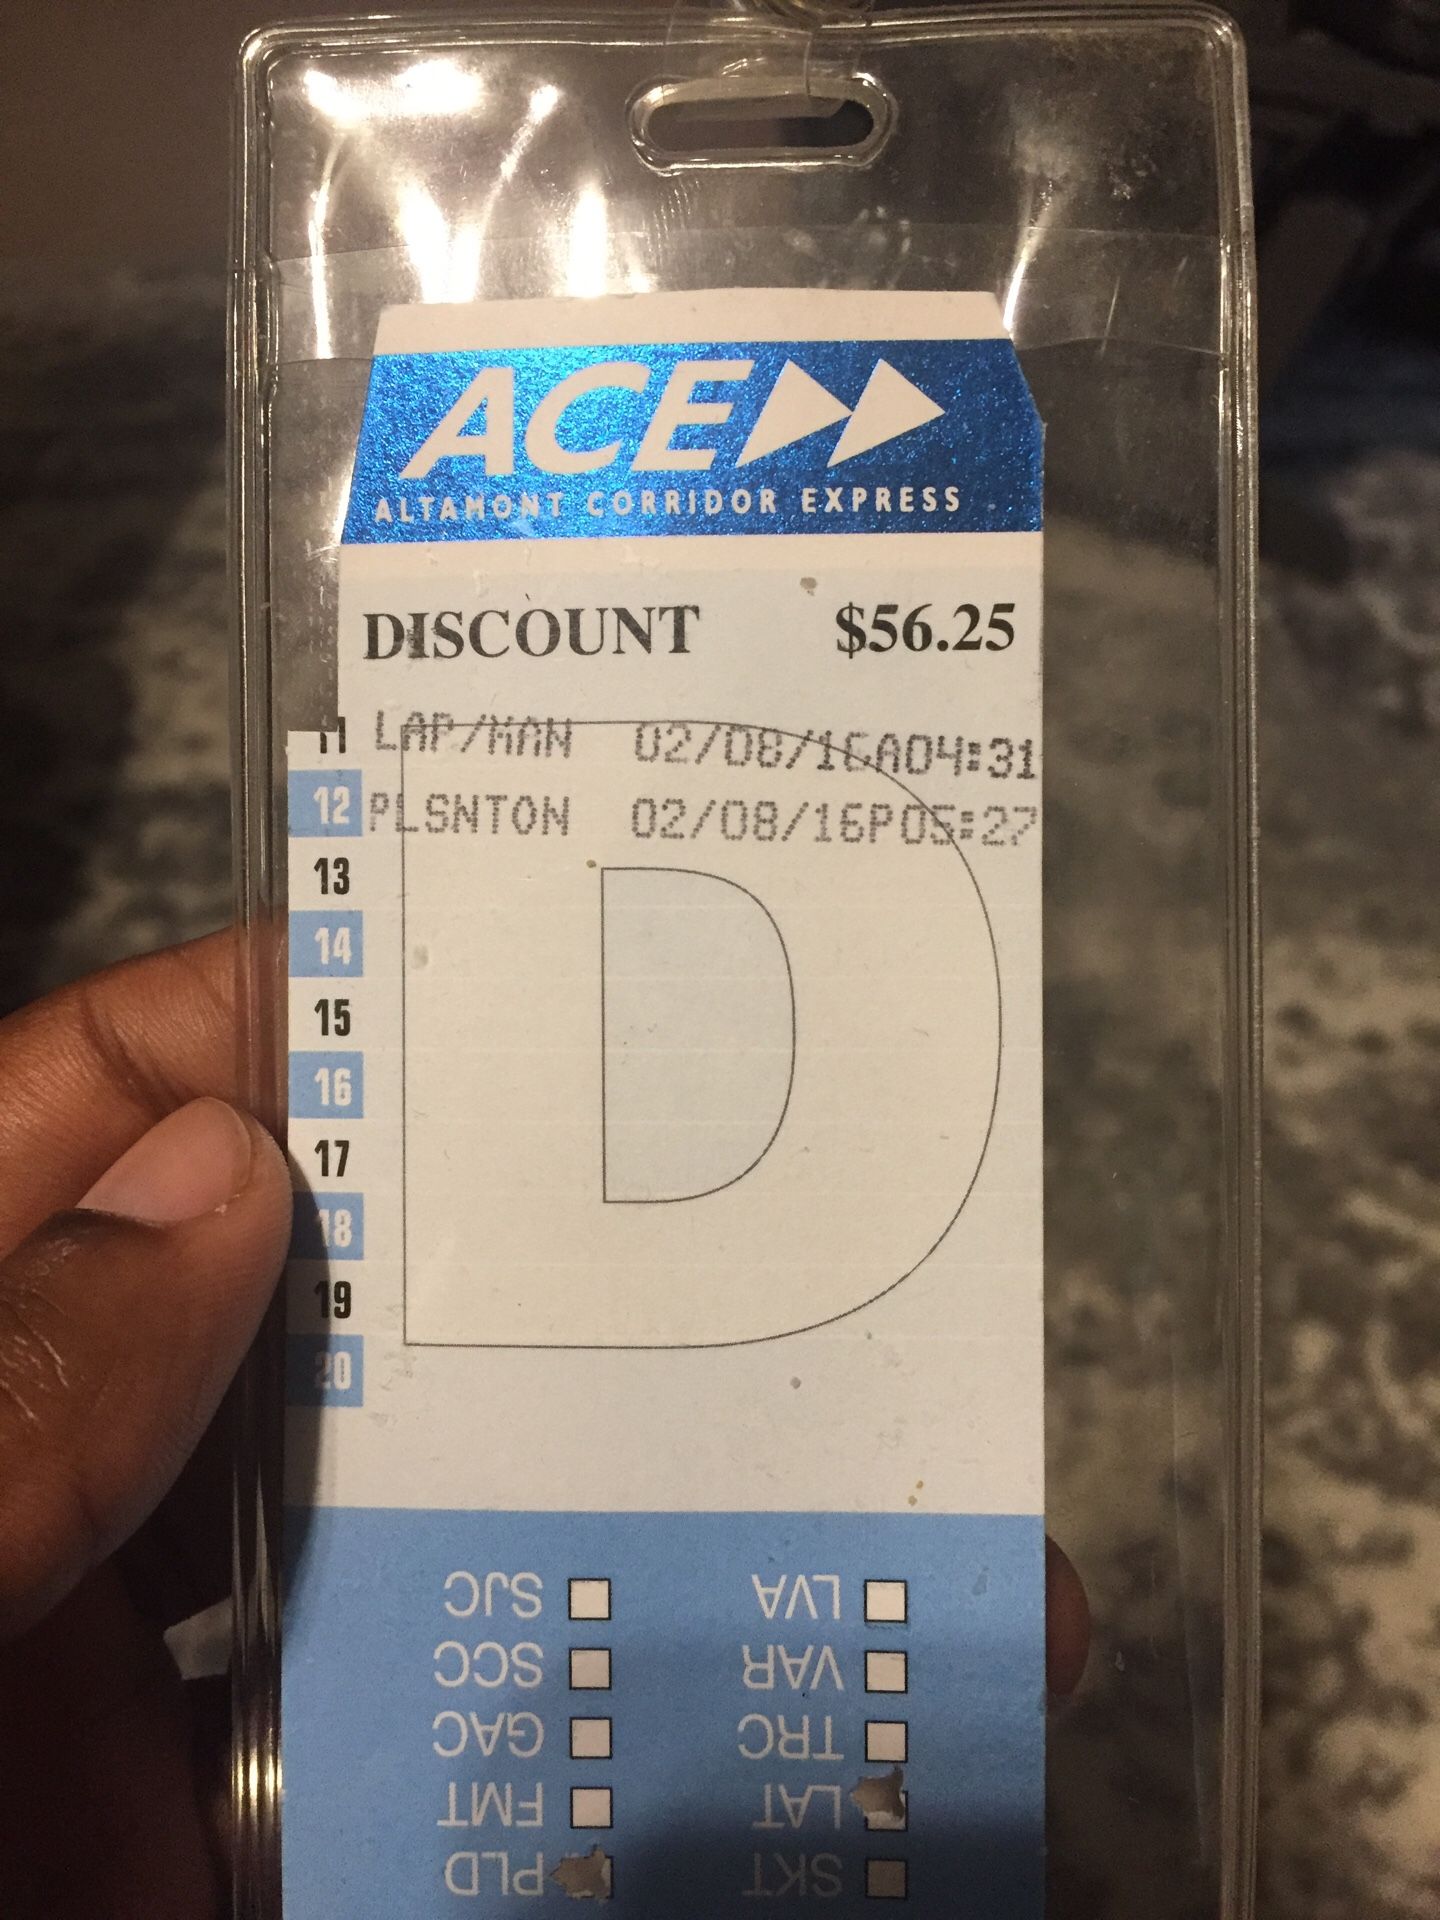 ACE
ALTAMONT CORRIDOR EXPRESS
DISCOUNT $56.25
11 LAP/MAN 02/08/16A04:31
12 PLSNTON 02/08/16P05:27
13
14
15
16
17
18
19
20
D
SJC LVA
SCC VAR
GAC TRC
FMT LAT
PLD SKT